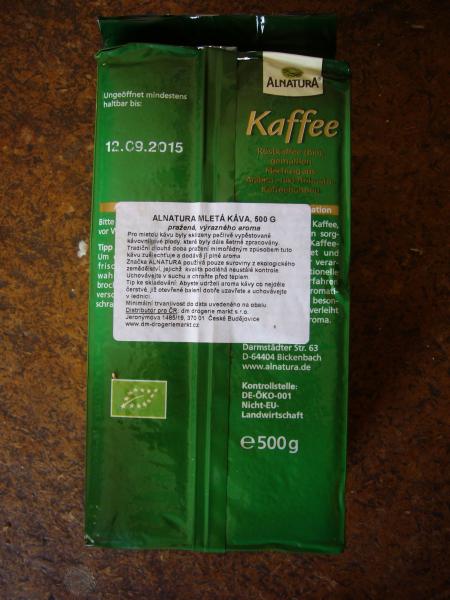 ALNATURA
Kaffee
Röstkaffee
gemahlen
Ungeöffnet mindestens
haltbar bis:
12.09.2015
ALNATURA MLETÁ KÁVA, 500 G
pražená, výrazného aroma
Pro mletou kávu byly sklizeny pečlivě vypěstované
kávovníkové plody, které byly dále šetrně zpracovány.
Tradiční dlouhá doba pražení mimořádným způsobem tuto
kávu zušlechťuje a dodává jí plné aroma
Značka ALNATURA používá pouze suroviny z ekologického
zemědělství, jejichž kvalita podléhá neustálé kontrole
Uchovávejte v suchu a chraňte před teplem.
Tip ke skladování: Abyste udrželi aroma kávy co nejdéle
čerstvé, již otevřené balení dobře uzavřete a uchovávejte
v lednici.
Minimální trvanlivost do data uvedeného na obalu
Distributor pro ČR: dm drogerie markt s.r.o.
Jeronýmova 1485/19, 370 01 České Budějovice
www.dm-drogeriemarkt.cz
Darmstädter Str. 63
D-64404 Bickenbach
www.alnatura.de
Kontrollstelle:
DE-ÖKO-001
Nicht-EU-
Landwirtschaft
e500g